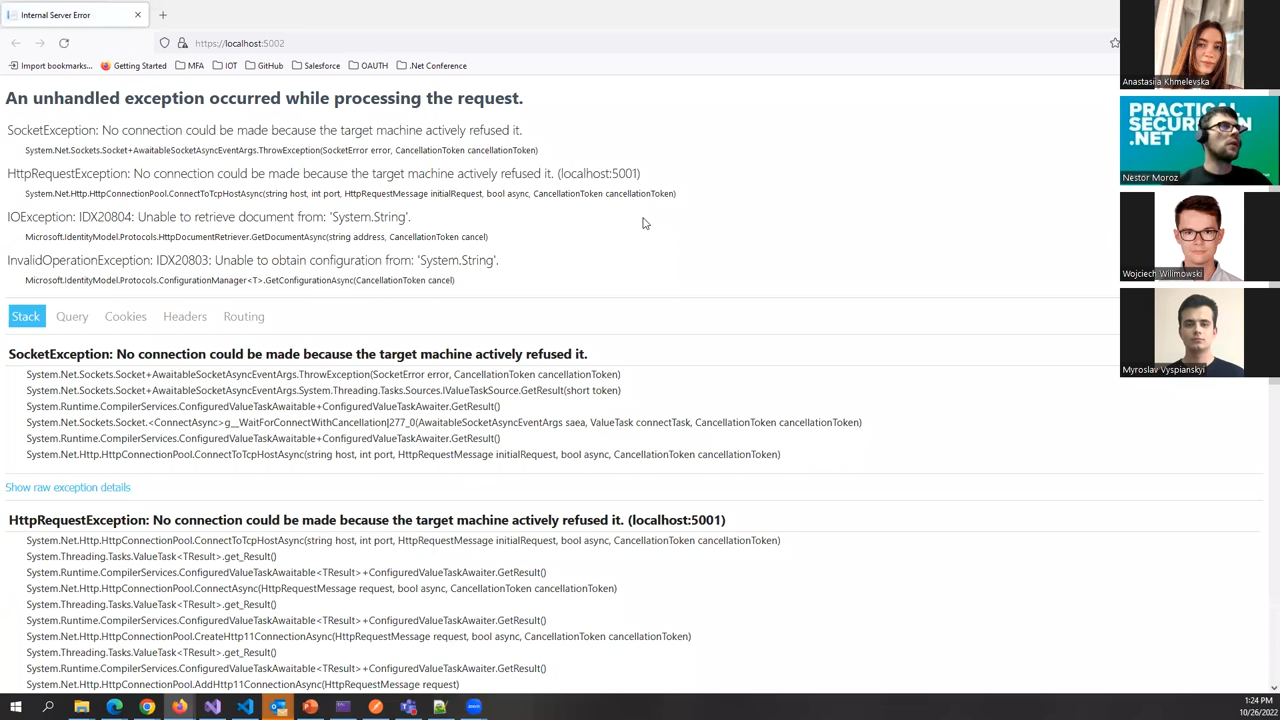 Internal Server Error
https://localhost:5002
Import bookmarks...
Getting Started
MFA
IOT
GitHub
Salesforce
OAUTH
.Net Conference
An unhandled exception occurred while processing the request.
SocketException: No connection could be made because the target machine actively refused it.
System.Net.Sockets.Socket+AwaitableSocketAsyncEventArgs.ThrowException(SocketError error, CancellationToken cancellationToken)
HttpRequestException: No connection could be made because the target machine actively refused it. (localhost:5001)
System.Net.Http.HttpConnectionPool.ConnectToTcpHostAsync(string host, int port, HttpRequestMessage initialRequest, bool async, CancellationToken cancellationToken)
IOException: IDX20804: Unable to retrieve document from: 'System.String'.
Microsoft.IdentityModel.Protocols.HttpDocumentRetriever.GetDocumentAsync(string address, CancellationToken cancel)
InvalidOperationException: IDX20803: Unable to obtain configuration from: 'System.String'.
Microsoft.IdentityModel.Protocols.ConfigurationManager<T>.GetConfigurationAsync(CancellationToken cancel)
Stack
Query
Cookies
Headers
Routing
SocketException: No connection could be made because the target machine actively refused it.
System.Net.Sockets.Socket+AwaitableSocketAsyncEventArgs.ThrowException(SocketError error, CancellationToken cancellationToken)
System.Net.Sockets.Socket+AwaitableSocketAsyncEventArgs.System.Threading.Tasks.Sources.IValueTaskSource.GetResult(short token)
System.Runtime.CompilerServices.ConfiguredValueTaskAwaitable+ConfiguredValueTaskAwaiter.GetResult()
System.Net.Sockets.Socket.<ConnectAsync>g__WaitForConnectWithCancellation|277_0(AwaitableSocketAsyncEventArgs saea, ValueTask connectTask, CancellationToken cancellationToken)
System.Runtime.CompilerServices.ConfiguredValueTaskAwaitable+ConfiguredValueTaskAwaiter.GetResult()
System.Net.Http.HttpConnectionPool.ConnectToTcpHostAsync(string host, int port, HttpRequestMessage initialRequest, bool async, CancellationToken cancellationToken)
Show raw exception details
HttpRequestException: No connection could be made because the target machine actively refused it. (localhost:5001)
System.Net.Http.HttpConnectionPool.ConnectToTcpHostAsync(string host, int port, HttpRequestMessage initialRequest, bool async, CancellationToken cancellationToken)
System.Threading.Tasks.ValueTask<TResult>.get_Result()
System.Runtime.CompilerServices.ConfiguredValueTaskAwaitable<TResult>+ConfiguredValueTaskAwaiter.GetResult()
System.Net.Http.HttpConnectionPool.ConnectAsync(HttpRequestMessage request, bool async, CancellationToken cancellationToken)
System.Threading.Tasks.ValueTask<TResult>.get_Result()
System.Runtime.CompilerServices.ConfiguredValueTaskAwaitable<TResult>+ConfiguredValueTaskAwaiter.GetResult()
System.Net.Http.HttpConnectionPool.CreateHttp11ConnectionAsync(HttpRequestMessage request, bool async, CancellationToken cancellationToken)
System.Threading.Tasks.ValueTask<TResult>.get_Result()
System.Runtime.CompilerServices.ConfiguredValueTaskAwaitable<TResult>+ConfiguredValueTaskAwaiter.GetResult()
System.Net.Http.HttpConnectionPool.AddHttp11ConnectionAsync(HttpRequestMessage request)
Anastasiia Khmelevska
PRACTICAL
.NET
Nestor Moroz
Wojciech Wilimowski
Myroslav Vyspianskyi
1:24 PM
10/26/2022